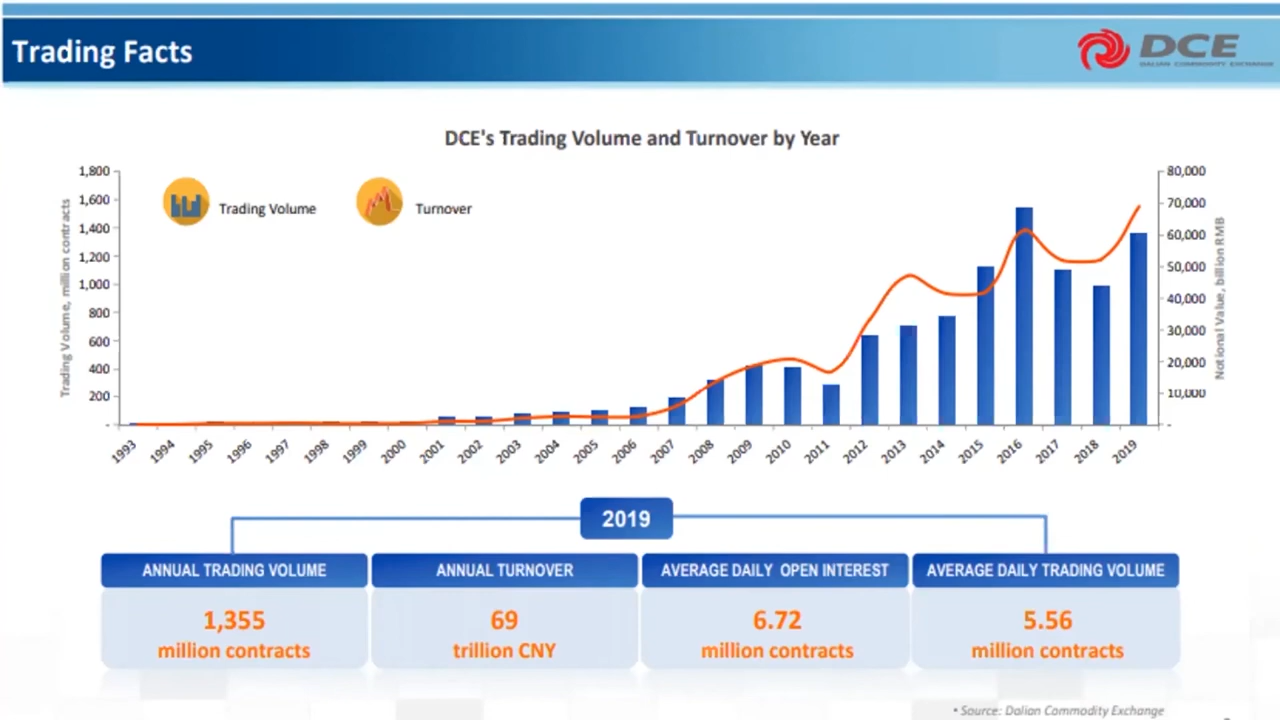 Trading Facts
DCE
DALIAN COMMODITY EXCHANGE
DCE's Trading Volume and Turnover by Year
Trading Volume
Turnover
Trading Volume, million contracts
1,800
1,600
1,400
1,200
1,000
800
600
400
200
-
80,000
70,000
60,000
50,000
40,000
30,000
20,000
10,000
-
Notional Value, billion RMB
1993 1994 1995 1996 1997 1998 1999 2000 2001 2002 2003 2004 2005 2006 2007 2008 2009 2010 2011 2012 2013 2014 2015 2016 2017 2018 2019
2019
ANNUAL TRADING VOLUME
1,355
million contracts
ANNUAL TURNOVER
69
trillion CNY
AVERAGE DAILY OPEN INTEREST
6.72
million contracts
AVERAGE DAILY TRADING VOLUME
5.56
million contracts
• Source: Dalian Commodity Exchange